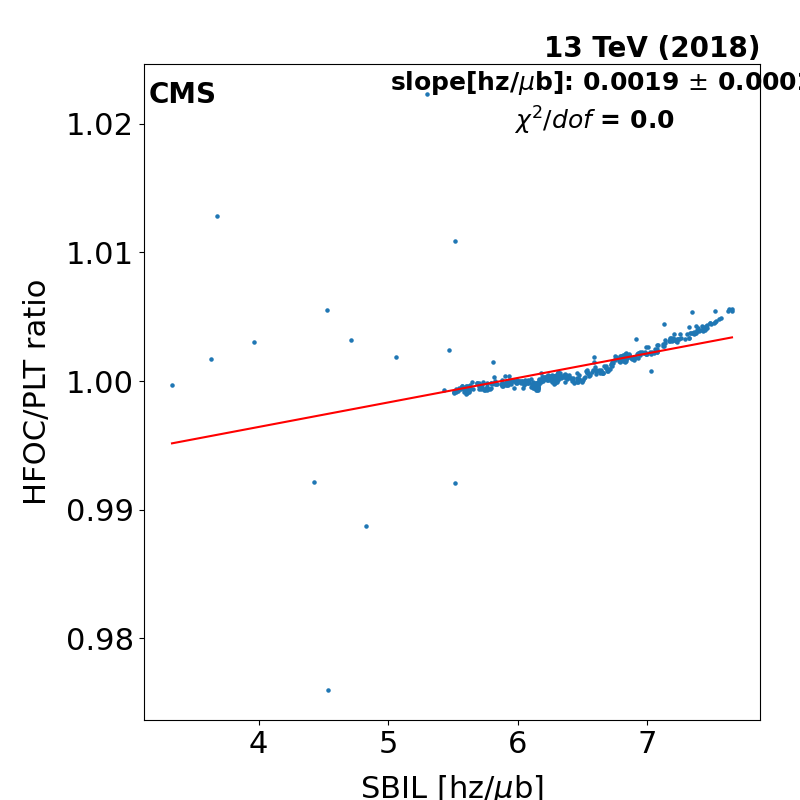 13 TeV (2018)
CMS
slope[hz/μb]: 0.0019 ± 0.000
χ²/dof = 0.0
1.02
1.01
1.00
0.99
0.98
HFOC/PLT ratio
4 5 6 7
SBIL [hz/μb]